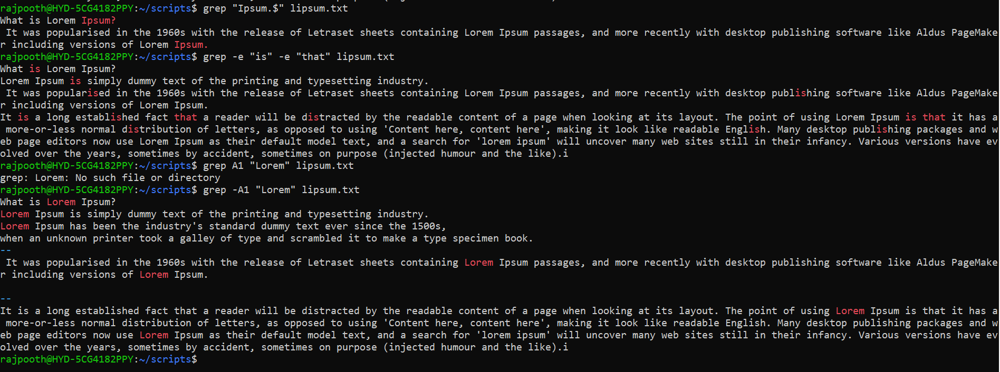 rajpooth@HYD-5CG4182PPY:~/scripts$ grep "Ipsum.$" lipsum.txt
What is Lorem Ipsum?
 It was popularised in the 1960s with the release of Letraset sheets containing Lorem Ipsum passages, and more recently with desktop publishing software like Aldus PageMake
r including versions of Lorem Ipsum.
rajpooth@HYD-5CG4182PPY:~/scripts$ grep -e "is" -e "that" lipsum.txt
What is Lorem Ipsum?
Lorem Ipsum is simply dummy text of the printing and typesetting industry.
 It was popularised in the 1960s with the release of Letraset sheets containing Lorem Ipsum passages, and more recently with desktop publishing software like Aldus PageMake
r including versions of Lorem Ipsum.
It is a long established fact that a reader will be distracted by the readable content of a page when looking at its layout. The point of using Lorem Ipsum is that it has a
 more-or-less normal distribution of letters, as opposed to using 'Content here, content here', making it look like readable English. Many desktop publishing packages and w
eb page editors now use Lorem Ipsum as their default model text, and a search for 'lorem ipsum' will uncover many web sites still in their infancy. Various versions have ev
olved over the years, sometimes by accident, sometimes on purpose (injected humour and the like).i
rajpooth@HYD-5CG4182PPY:~/scripts$ grep A1 "Lorem" lipsum.txt
grep: Lorem: No such file or directory
rajpooth@HYD-5CG4182PPY:~/scripts$ grep -A1 "Lorem" lipsum.txt
What is Lorem Ipsum?
Lorem Ipsum is simply dummy text of the printing and typesetting industry.
Lorem Ipsum has been the industry's standard dummy text ever since the 1500s,
when an unknown printer took a galley of type and scrambled it to make a type specimen book.
--
 It was popularised in the 1960s with the release of Letraset sheets containing Lorem Ipsum passages, and more recently with desktop publishing software like Aldus PageMake
r including versions of Lorem Ipsum.

--
It is a long established fact that a reader will be distracted by the readable content of a page when looking at its layout. The point of using Lorem Ipsum is that it has a
 more-or-less normal distribution of letters, as opposed to using 'Content here, content here', making it look like readable English. Many desktop publishing packages and w
eb page editors now use Lorem Ipsum as their default model text, and a search for 'lorem ipsum' will uncover many web sites still in their infancy. Various versions have ev
olved over the years, sometimes by accident, sometimes on purpose (injected humour and the like).i
rajpooth@HYD-5CG4182PPY:~/scripts$